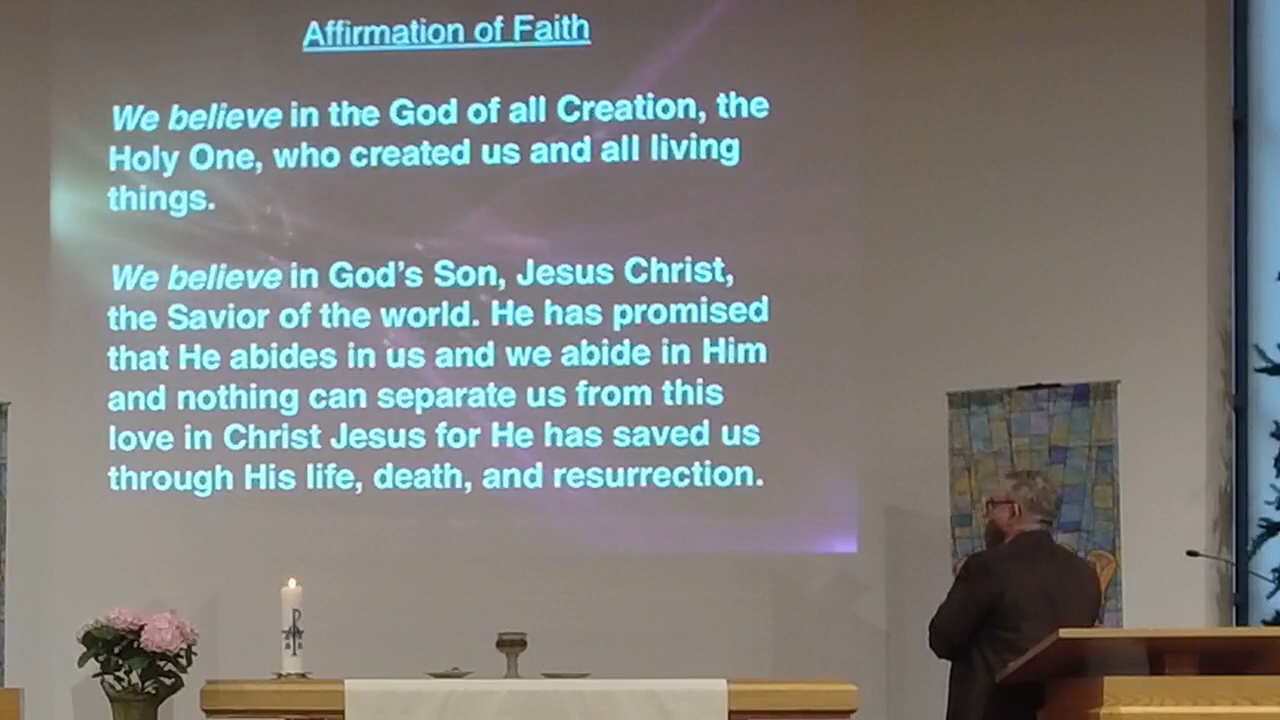 Affirmation of Faith
We believe in the God of all Creation, the
Holy One, who created us and all living
things.
We believe in God’s Son, Jesus Christ,
the Savior of the world. He has promised
that He abides in us and we abide in Him
and nothing can separate us from this
love in Christ Jesus for He has saved us
through His life, death, and resurrection.